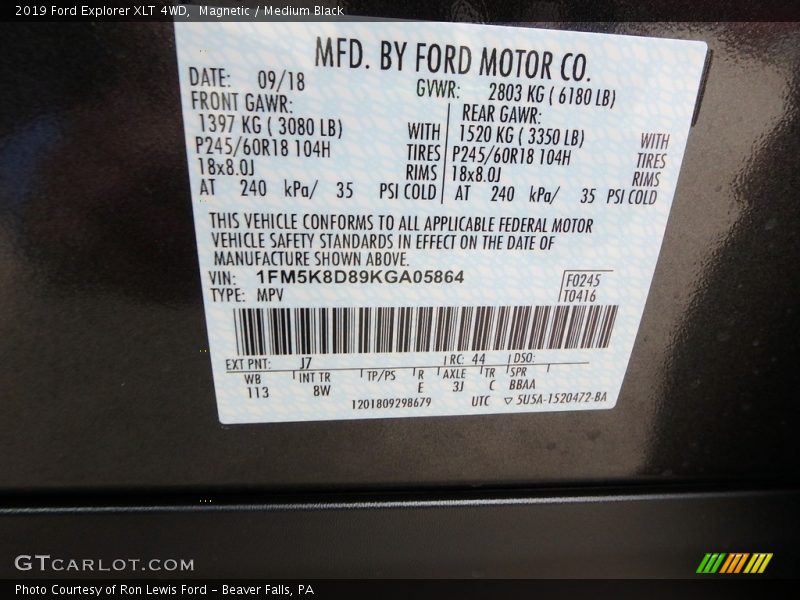 2019 Ford Explorer XLT 4WD, Magnetic / Medium Black
MFD. BY FORD MOTOR CO.
DATE: 09/18 GVWR: 2803 KG ( 6180 LB)
FRONT GAWR: REAR GAWR:
1397 KG ( 3080 LB) WITH 1520 KG ( 3350 LB) WITH
P245/60R18 104H TIRES P245/60R18 104H TIRES
18x8.0J RIMS 18x8.0J RIMS
AT 240 kPa/ 35 PSI COLD AT 240 kPa/ 35 PSI COLD
THIS VEHICLE CONFORMS TO ALL APPLICABLE FEDERAL MOTOR
VEHICLE SAFETY STANDARDS IN EFFECT ON THE DATE OF
MANUFACTURE SHOWN ABOVE.
VIN: 1FM5K8D89KGA05864 F0245
TYPE: MPV T0416
EXT PNT: J7 RC: 44 DSO:
WB INT TR TP/PS R AXLE TR SPR
113 8W E 3J C BBAA
1201809298679 UTC ▽ 5U5A-1520472-BA
GTCARLOT.COM
Photo Courtesy of Ron Lewis Ford - Beaver Falls, PA